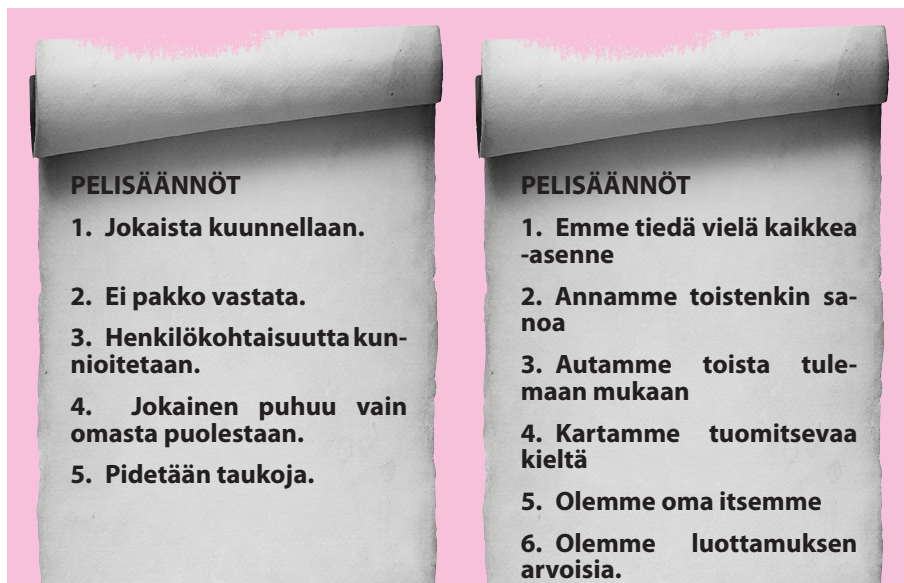 PELISÄÄNNÖT
1. Jokaista kuunnellaan.
2. Ei pakko vastata.
3. Henkilökohtaisuutta kun-
nioitetaan.
4. Jokainen puhuu vain
omasta puolestaan.
5. Pidetään taukoja.
PELISÄÄNNÖT
1. Emme tiedä vielä kaikkea
-asenne
2. Annamme toistenkin sa-
noa
3. Autamme toista tule-
maan mukaan
4. Kartamme tuomitsevaa
kieltä
5. Olemme oma itsemme
6. Olemme luottamuksen
arvoisia.